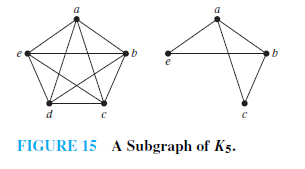 a a
e b e b
d c c
FIGURE 15 A Subgraph of K5.